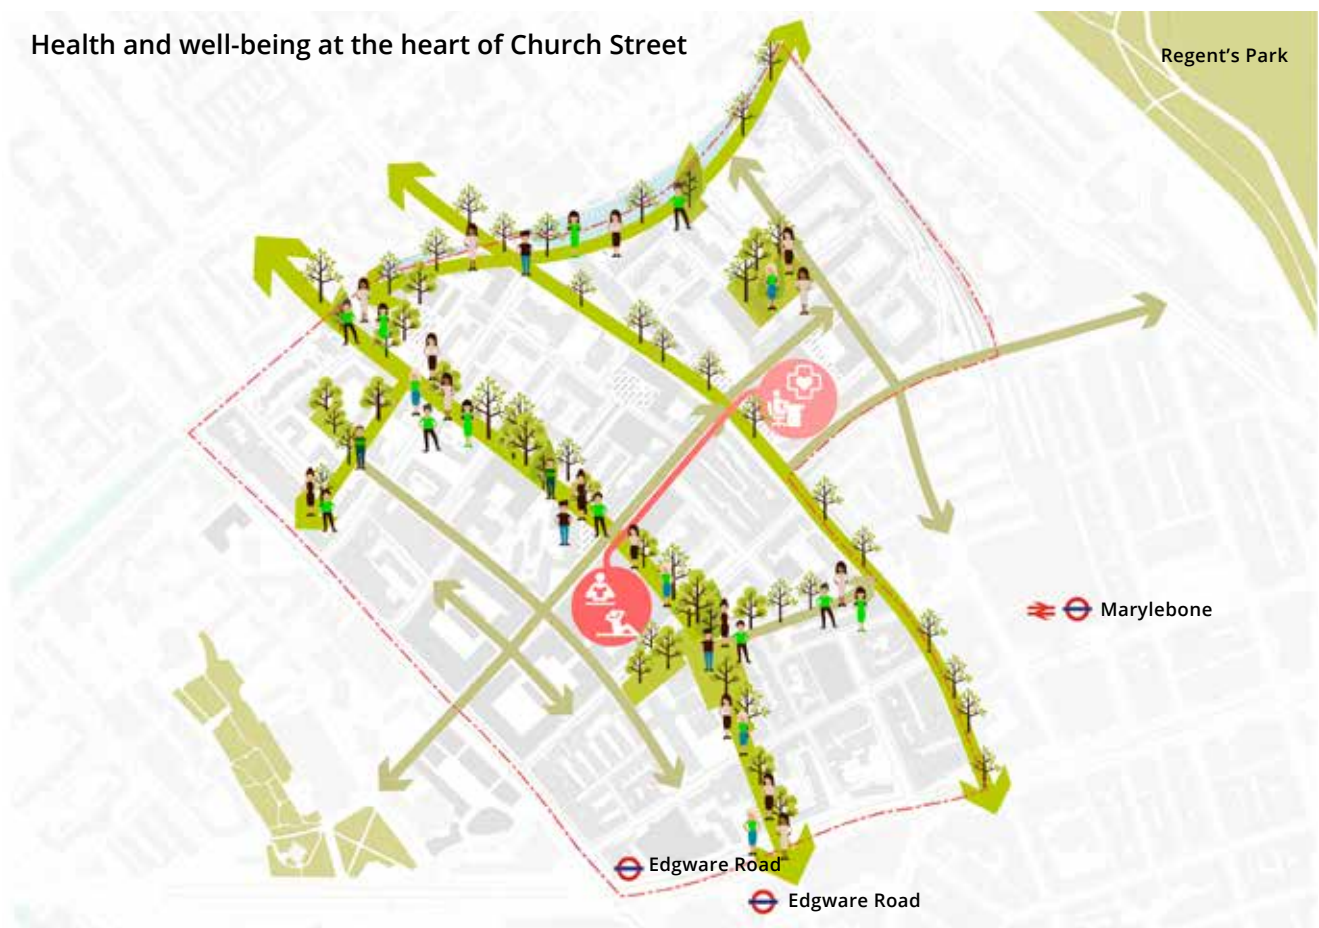 Health and well-being at the heart of Church Street
Regent's Park
Marylebone
Edgware Road
Edgware Road